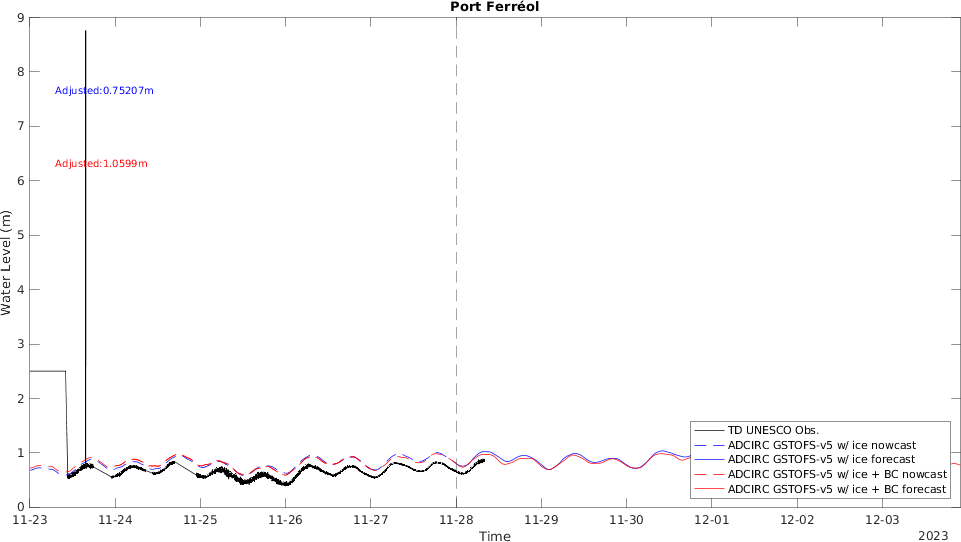 Port Ferréol
9
8
7
6
5
4
3
2
1
0
Water Level (m)
Adjusted:0.75207m
Adjusted:1.0599m
TD UNESCO Obs.
ADCIRC GSTOFS-v5 w/ ice nowcast
ADCIRC GSTOFS-v5 w/ ice forecast
ADCIRC GSTOFS-v5 w/ ice + BC nowcast
ADCIRC GSTOFS-v5 w/ ice + BC forecast
11-23 11-24 11-25 11-26 11-27 11-28 11-29 11-30 12-01 12-02 12-03
Time
2023